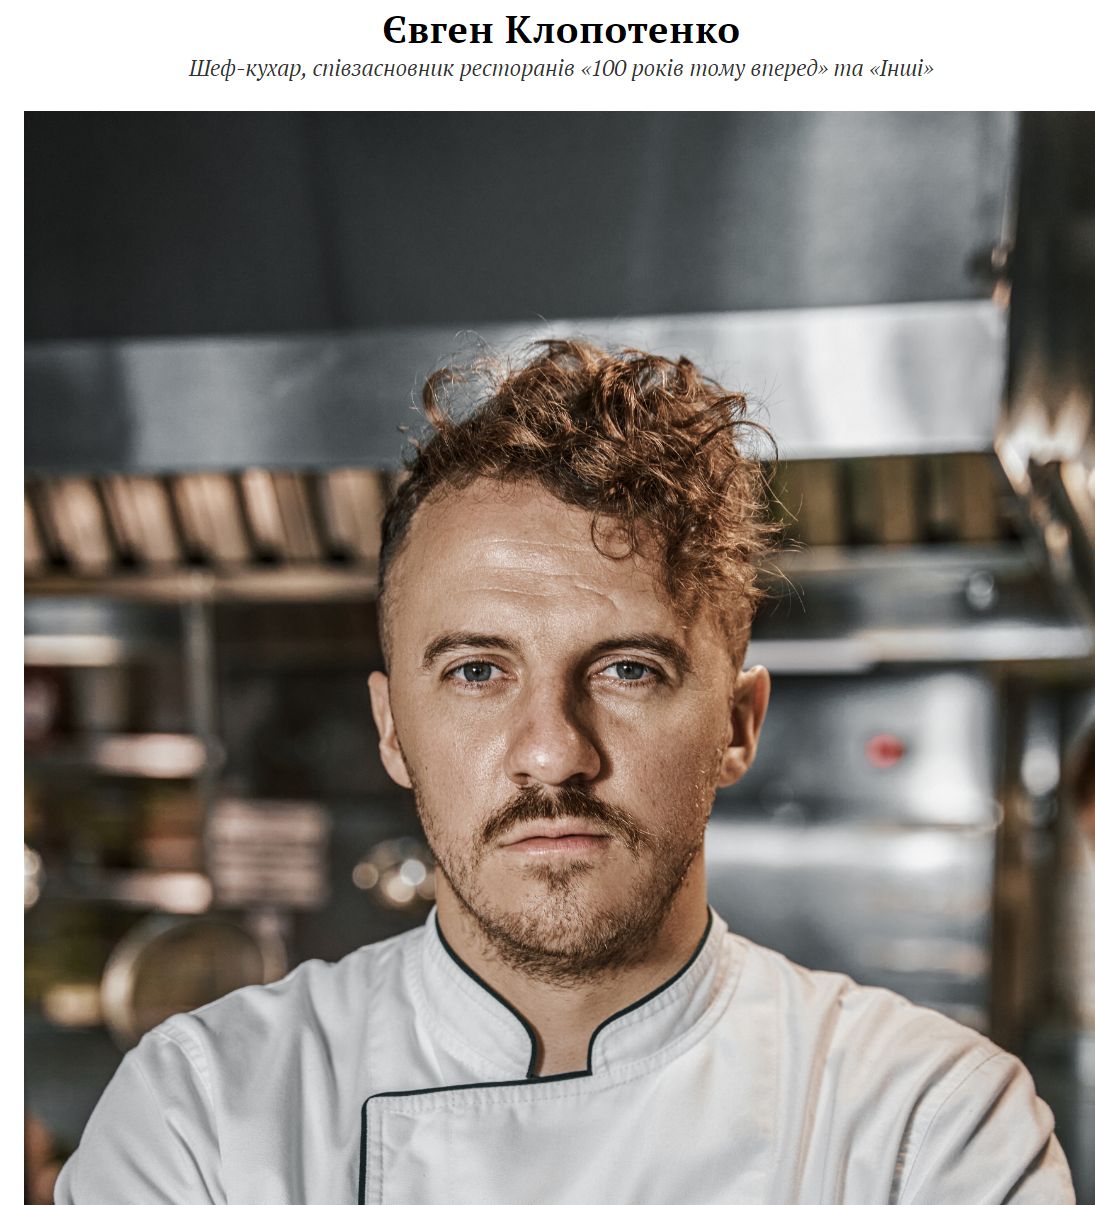 Євген Клопотенко
Шеф-кухар, співзасновник ресторанів «100 років тому вперед» та «Інші»